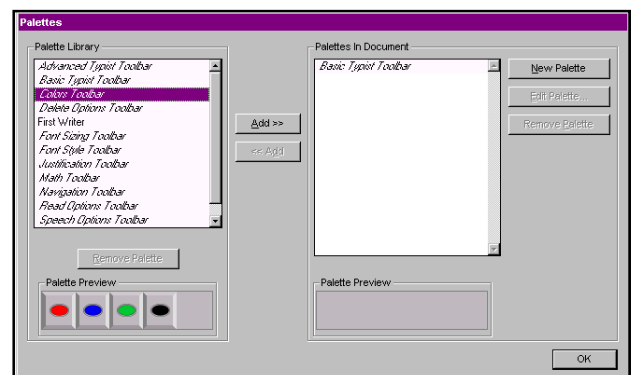 Palettes
Palette Library
Advanced Typist Toolbar
Basic Typist Toolbar
Colors Toolbar
Delete Options Toolbar
First Writer
Font Sizing Toolbar
Font Style Toolbar
Justification Toolbar
Math Toolbar
Navigation Toolbar
Read Options Toolbar
Speech Options Toolbar
Remove Palette
Palette Preview
Add >>
<< Add
Palettes In Document
Basic Typist Toolbar
New Palette
Edit Palette...
Remove Palette
Palette Preview
OK